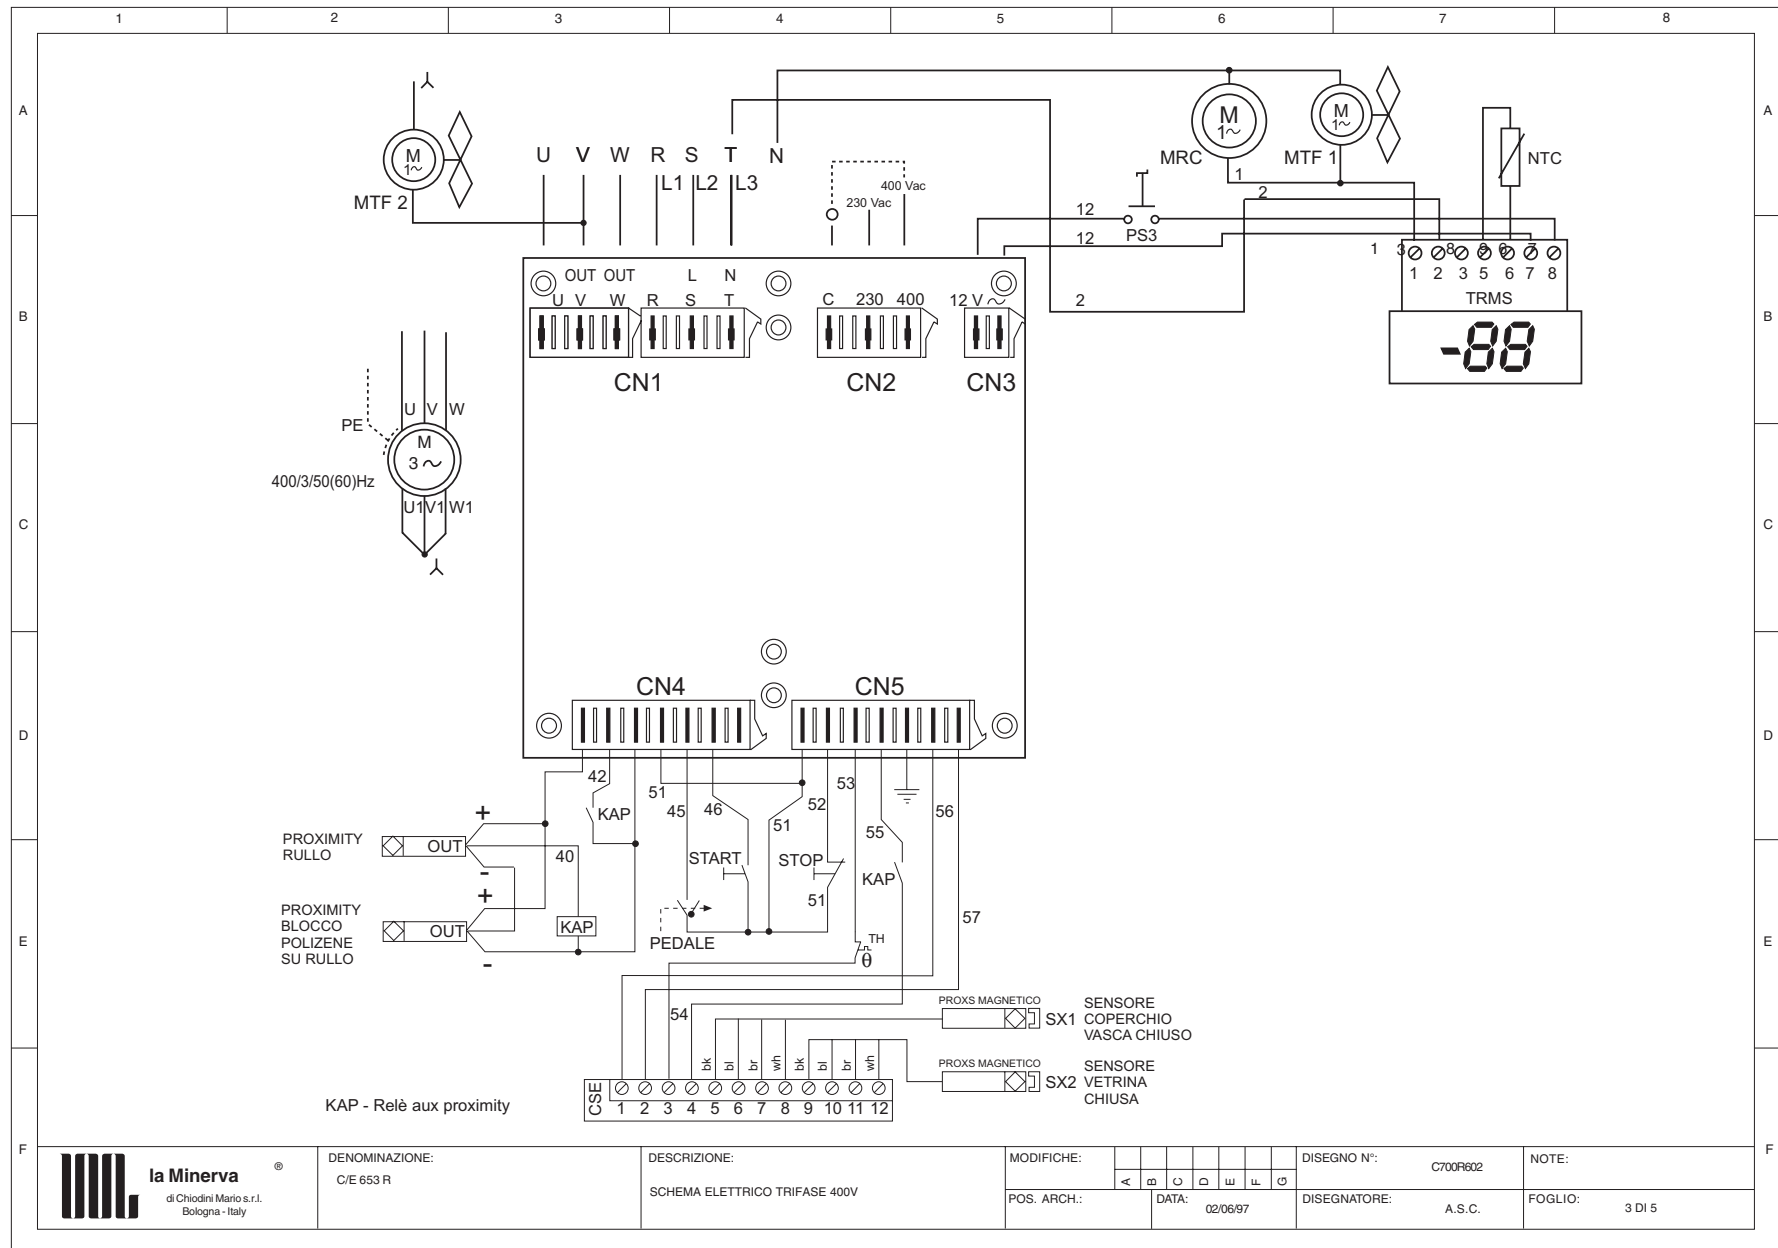 1 2 3 4 5 6 7 8
A A
M
1~
MTF 2
U V W R S T N
L1 L2 L3
400 Vac
230 Vac
M
1~
MRC
M
1~
MTF 1
NTC
1
2
12
PS3
12
2
1 3 8 9 6 7
1 2 3 5 6 7 8
TRMS
-88
B B
OUT OUT L N
U V W R S T
C 230 400
12 V ~
CN1 CN2 CN3
PE
U V W
M
3 ~
400/3/50(60)Hz
U1 V1 W1
C C
CN4 CN5
D D
42
KAP
51
45
46
51
52
53
55
56
57
PROXIMITY
RULLO
OUT
+
-
40
START
STOP
KAP
51
PROXIMITY
BLOCCO
POLIZENE
SU RULLO
OUT
+
-
KAP
PEDALE
TH
θ
E E
54
PROXS MAGNETICO
SX1
SENSORE
COPERCHIO
VASCA CHIUSO
PROXS MAGNETICO
SX2
SENSORE
VETRINA
CHIUSA
bk bl br wh bk bl br wh
CSE
1 2 3 4 5 6 7 8 9 10 11 12
KAP - Relè aux proximity
F F
la Minerva ®
di Chiodini Mario s.r.l.
Bologna - Italy
DENOMINAZIONE:
C/E 653 R
DESCRIZIONE:
SCHEMA ELETTRICO TRIFASE 400V
MODIFICHE:
A B C D E F G
POS. ARCH.:
DATA:
02/06/97
DISEGNO N°:
C700R602
DISEGNATORE:
A.S.C.
NOTE:
FOGLIO:
3 DI 5